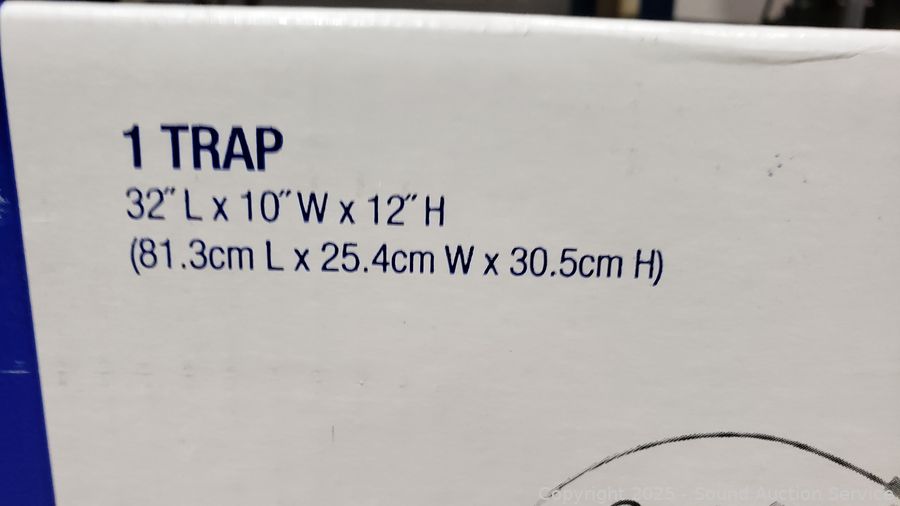 1 TRAP
32" L x 10" W x 12" H
(81.3cm L x 25.4cm W x 30.5cm H)
Copyright 2025 - Sound Auction Service